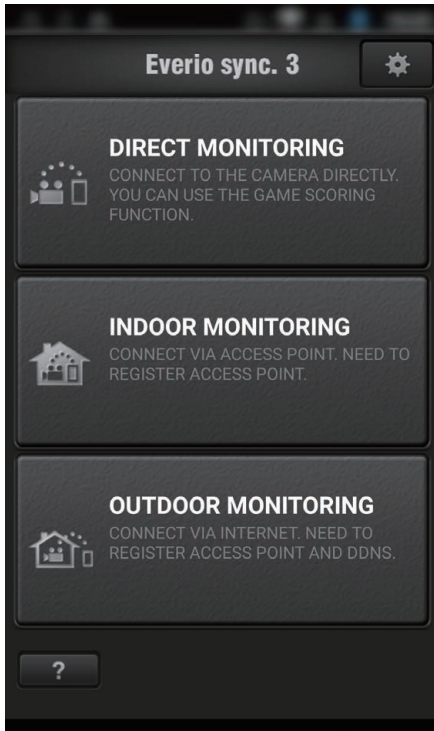 Everio sync. 3
DIRECT MONITORING
CONNECT TO THE CAMERA DIRECTLY.
YOU CAN USE THE GAME SCORING
FUNCTION.
INDOOR MONITORING
CONNECT VIA ACCESS POINT. NEED TO
REGISTER ACCESS POINT.
OUTDOOR MONITORING
CONNECT VIA INTERNET. NEED TO
REGISTER ACCESS POINT AND DDNS.
?